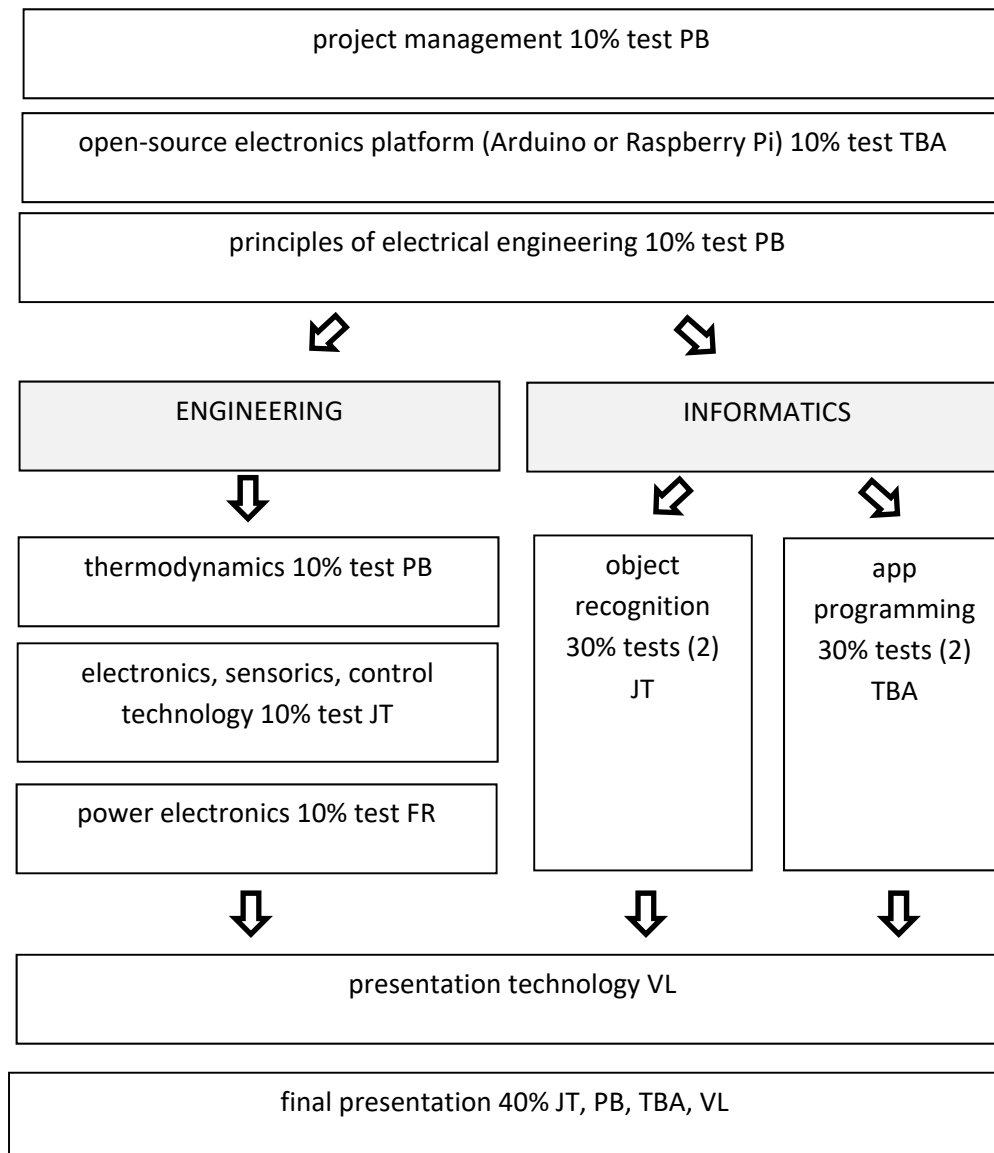 project management 10% test PB
open-source electronics platform (Arduino or Raspberry Pi) 10% test TBA
principles of electrical engineering 10% test PB
ENGINEERING
INFORMATICS
thermodynamics 10% test PB
electronics, sensorics, control
technology 10% test JT
power electronics 10% test FR
object
recognition
30% tests (2)
JT
app
programming
30% tests (2)
TBA
presentation technology VL
final presentation 40% JT, PB, TBA, VL